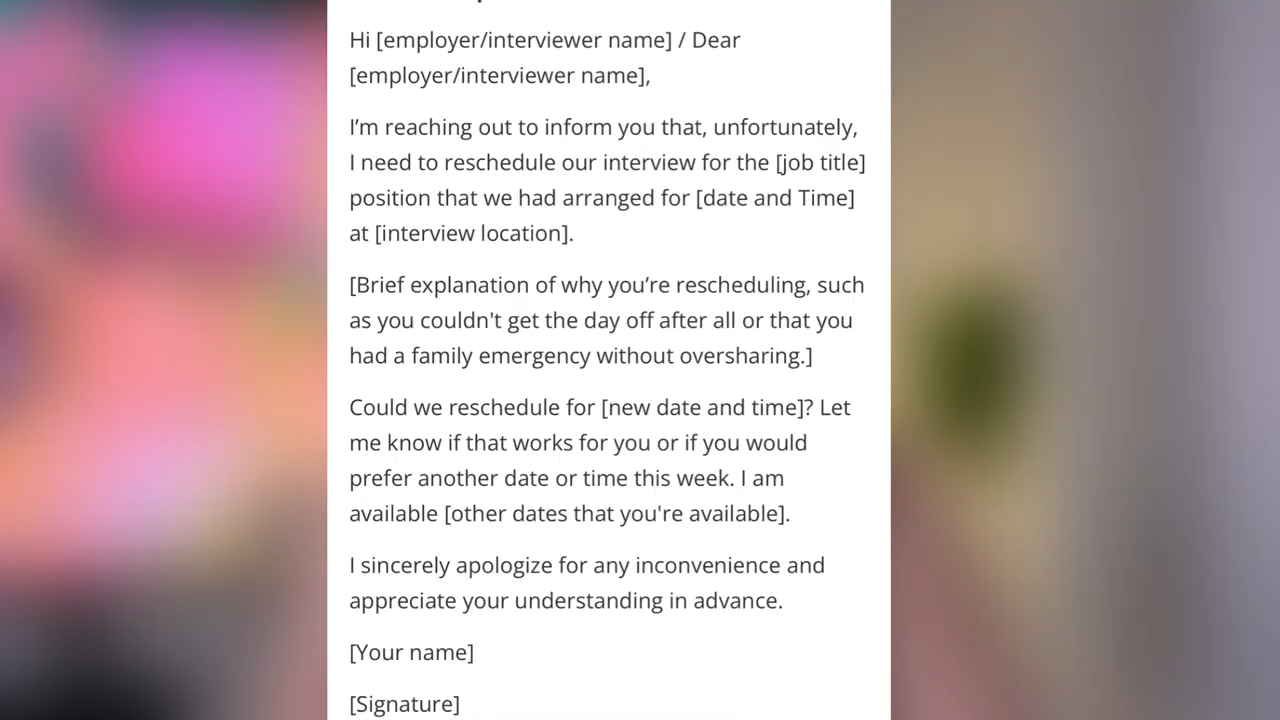 Hi [employer/interviewer name] / Dear
[employer/interviewer name],
I’m reaching out to inform you that, unfortunately,
I need to reschedule our interview for the [job title]
position that we had arranged for [date and Time]
at [interview location].
[Brief explanation of why you’re rescheduling, such
as you couldn't get the day off after all or that you
had a family emergency without oversharing.]
Could we reschedule for [new date and time]? Let
me know if that works for you or if you would
prefer another date or time this week. I am
available [other dates that you're available].
I sincerely apologize for any inconvenience and
appreciate your understanding in advance.
[Your name]
[Signature]